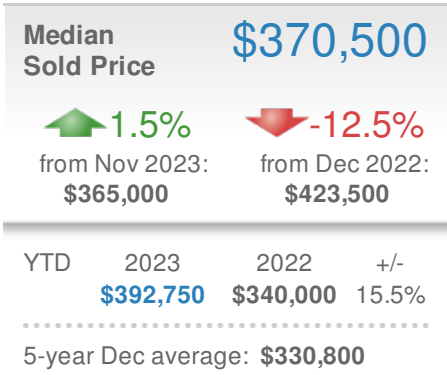 Median
Sold Price
$370,500
1.5%
from Nov 2023:
$365,000
-12.5%
from Dec 2022:
$423,500
YTD 2023 2022 +/-
$392,750 $340,000 15.5%
5-year Dec average: $330,800